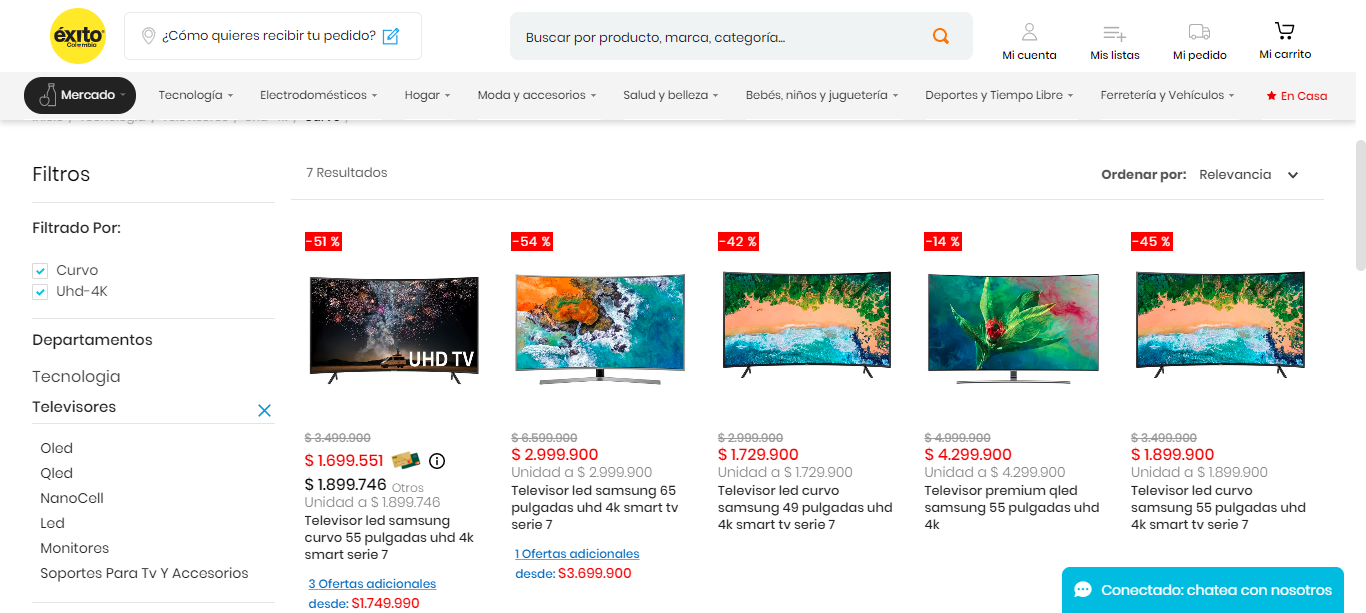 éxito
Colombia
¿Cómo quieres recibir tu pedido?
Buscar por producto, marca, categoría...
Mi cuenta
Mis listas
Mi pedido
Mi carrito
Mercado
Tecnología
Electrodomésticos
Hogar
Moda y accesorios
Salud y belleza
Bebés, niños y juguetería
Deportes y Tiempo Libre
Ferretería y Vehículos
En Casa
Filtros
Filtrado Por:
Curvo
Uhd-4K
Departamentos
Tecnologia
Televisores
Oled
Qled
NanoCell
Led
Monitores
Soportes Para Tv Y Accesorios
7 Resultados
Ordenar por: Relevancia
-51 %
UHD TV
$ 3.499.900
$ 1.699.551
$ 1.899.746 Otros
Unidad a $ 1.899.746
Televisor led samsung
curvo 55 pulgadas uhd 4k
smart serie 7
3 Ofertas adicionales
desde: $1.749.990
-54 %
$ 6.599.900
$ 2.999.900
Unidad a $ 2.999.900
Televisor led samsung 65
pulgadas uhd 4k smart tv
serie 7
1 Ofertas adicionales
desde: $3.699.900
-42 %
$ 2.999.900
$ 1.729.900
Unidad a $ 1.729.900
Televisor led curvo
samsung 49 pulgadas uhd
4k smart tv serie 7
-14 %
$ 4.999.900
$ 4.299.900
Unidad a $ 4.299.900
Televisor premium qled
samsung 55 pulgadas uhd
4k
-45 %
$ 3.499.900
$ 1.899.900
Unidad a $ 1.899.900
Televisor led curvo
samsung 55 pulgadas uhd
4k smart tv serie 7
Conectado: chatea con nosotros